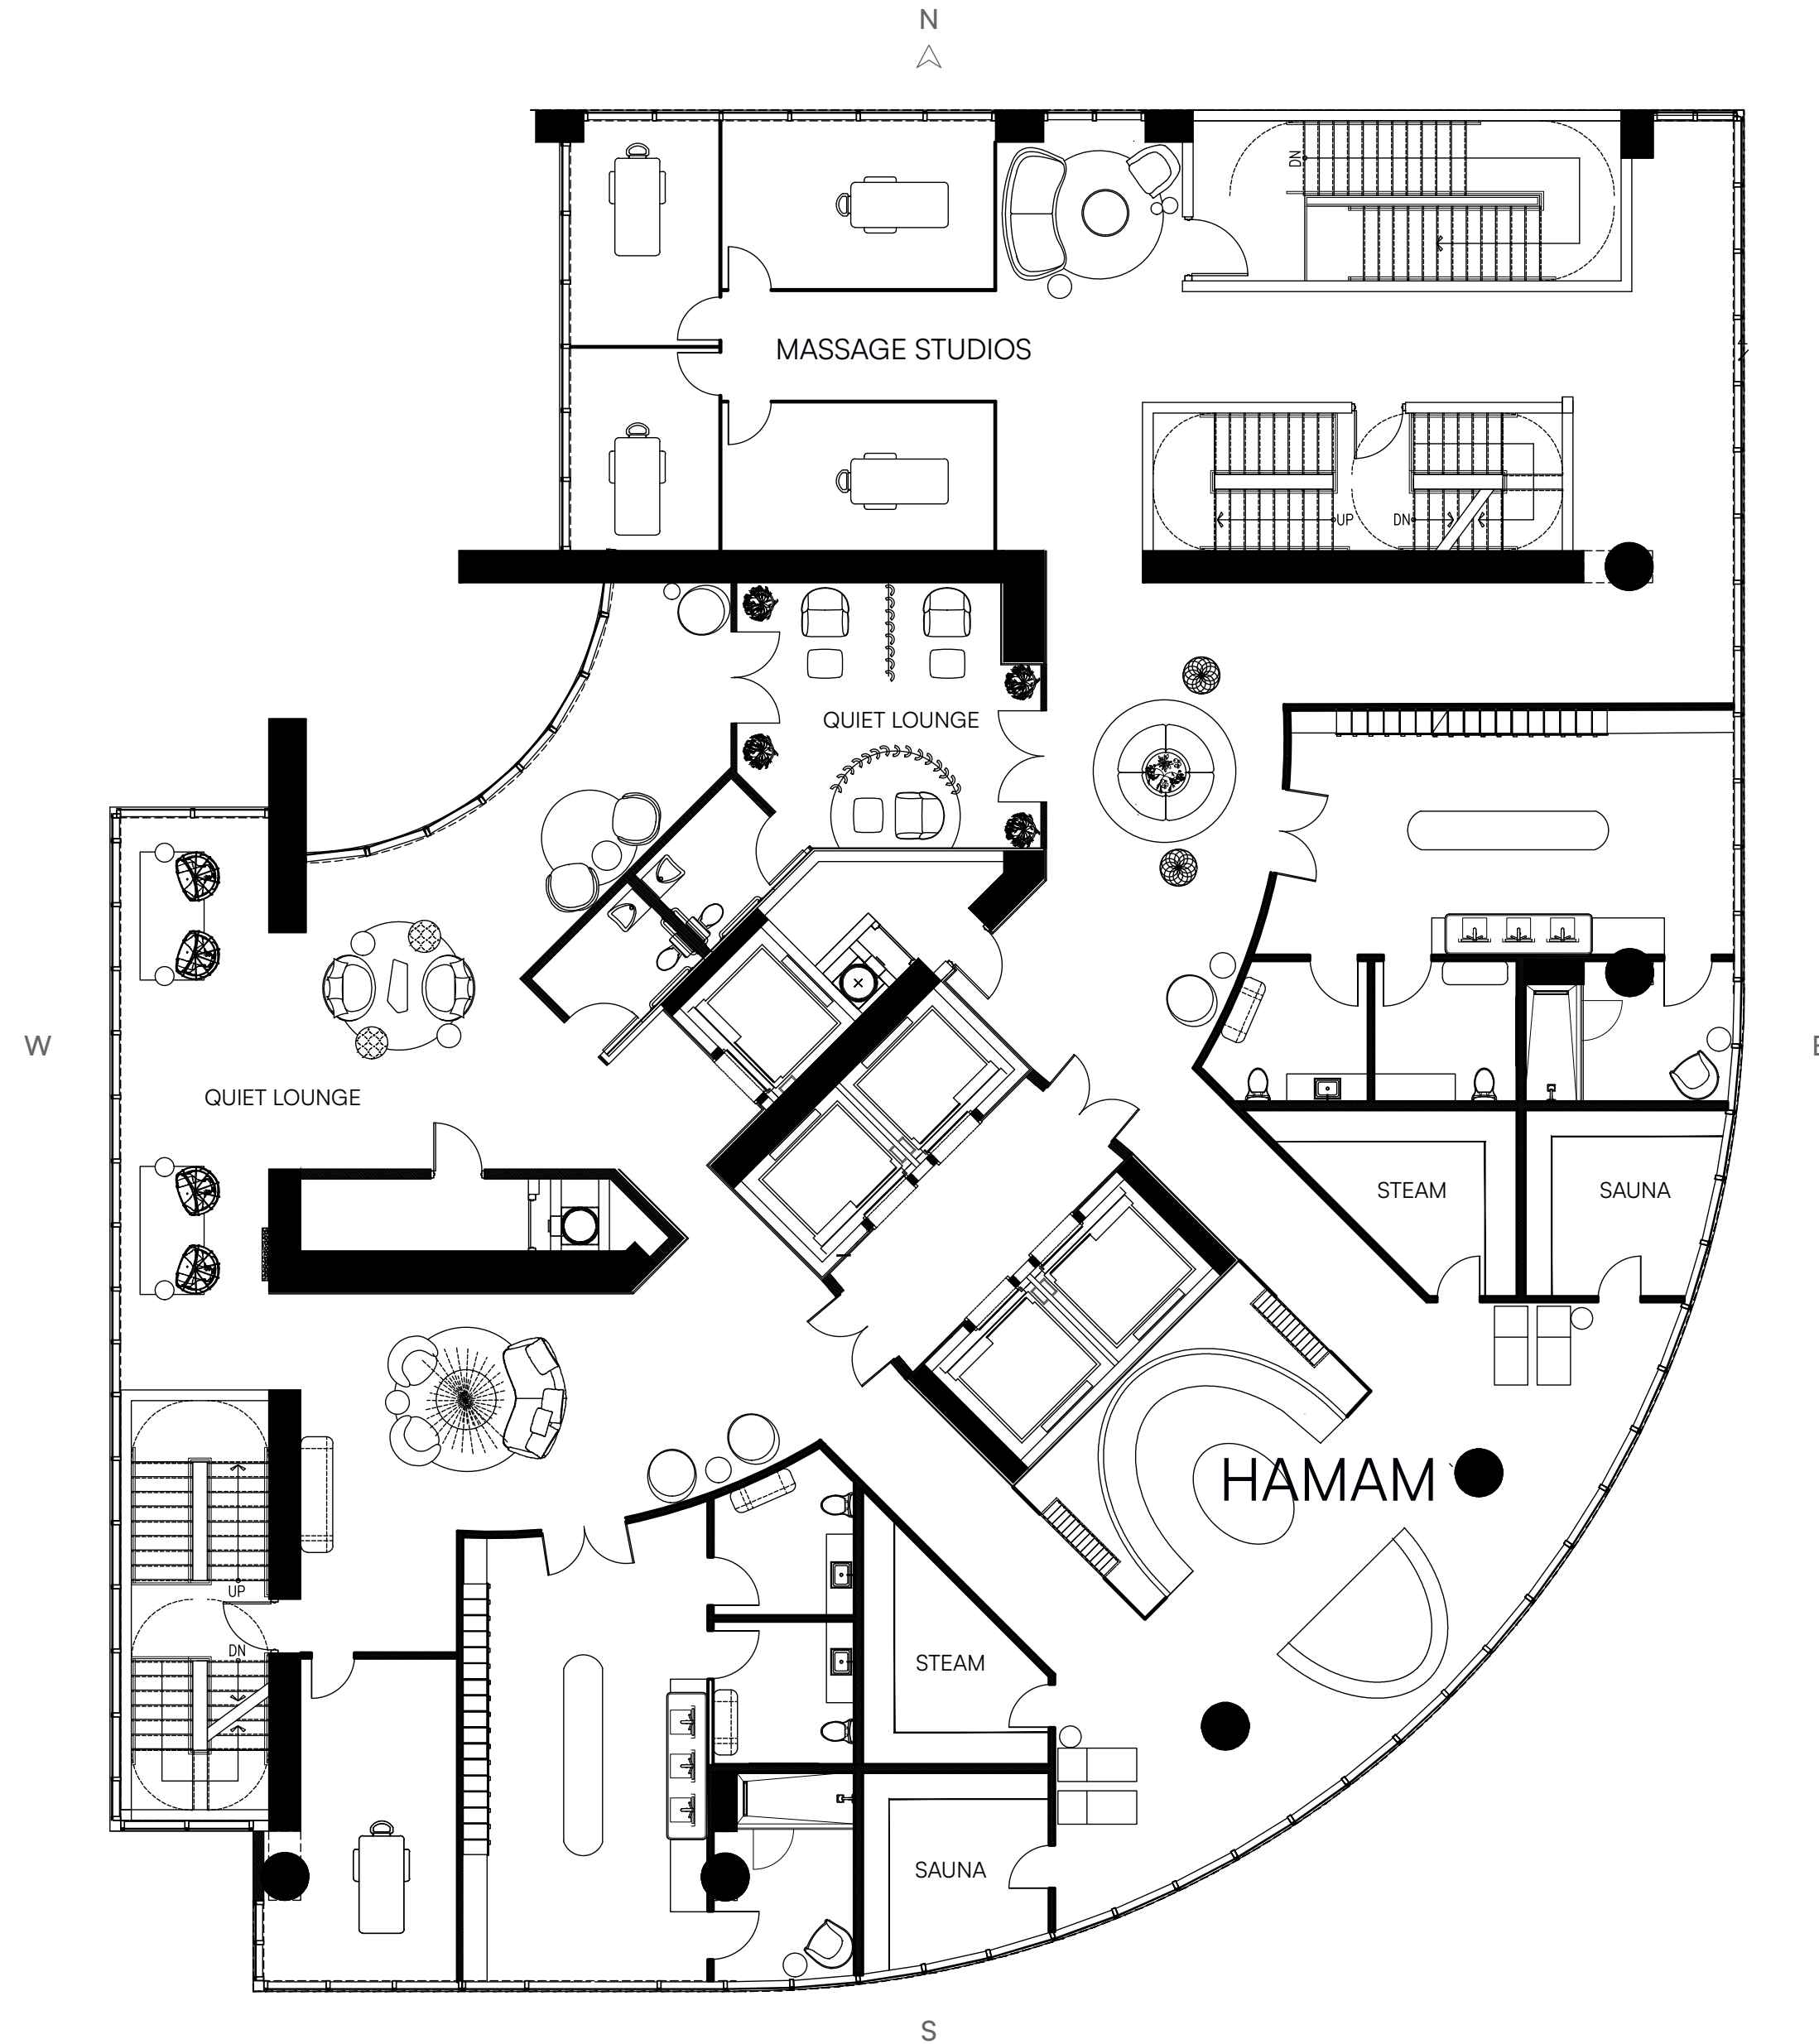 N
DN
MASSAGE STUDIOS
UP
DN
QUIET LOUNGE
W
E
QUIET LOUNGE
STEAM
SAUNA
HAMAM
UP
DN
STEAM
SAUNA
S